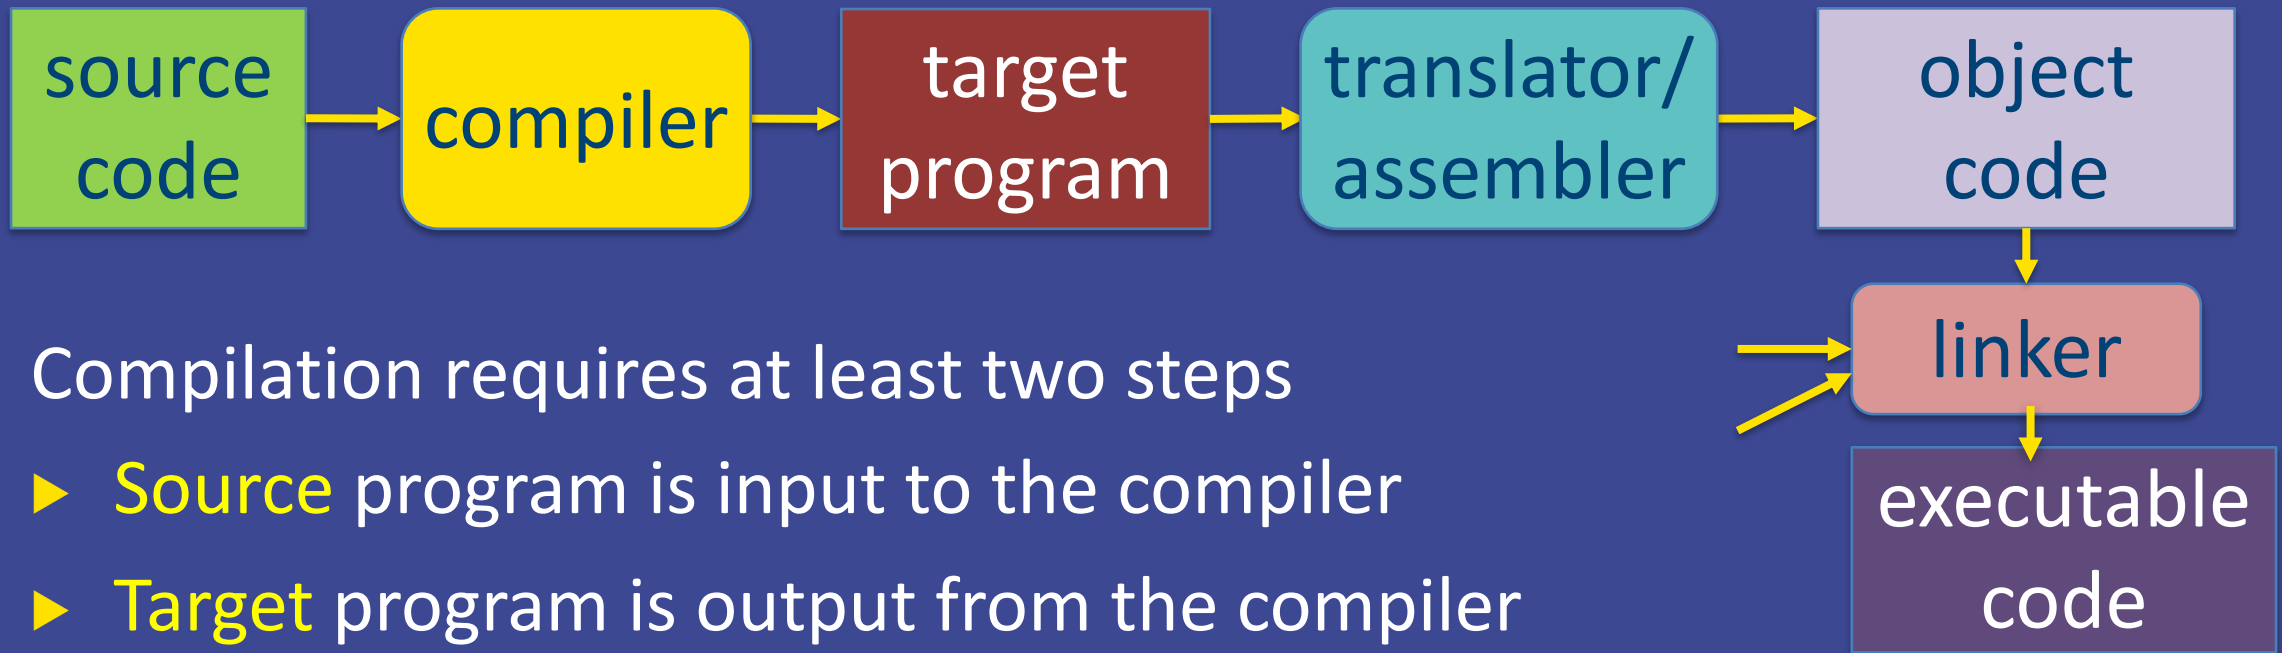 source
code
compiler
target
program
translator/
assembler
object
code
linker
executable
code
Compilation requires at least two steps
Source program is input to the compiler
Target program is output from the compiler